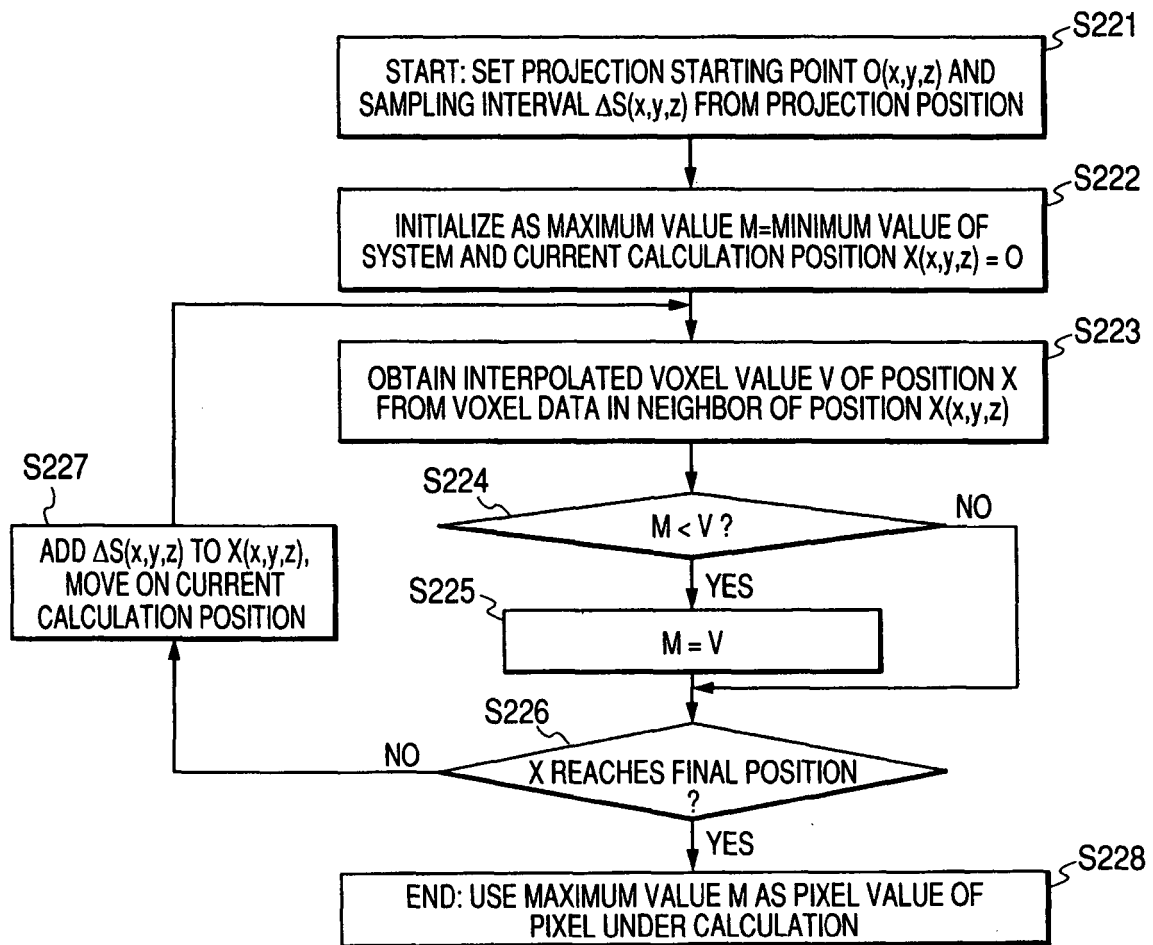 S221
START: SET PROJECTION STARTING POINT O(x,y,z) AND
SAMPLING INTERVAL ΔS(x,y,z) FROM PROJECTION POSITION
S222
INITIALIZE AS MAXIMUM VALUE M=MINIMUM VALUE OF
SYSTEM AND CURRENT CALCULATION POSITION X(x,y,z) = O
S223
OBTAIN INTERPOLATED VOXEL VALUE V OF POSITION X
FROM VOXEL DATA IN NEIGHBOR OF POSITION X(x,y,z)
S227
ADD ΔS(x,y,z) TO X(x,y,z),
MOVE ON CURRENT
CALCULATION POSITION
S224
M < V ?
NO
YES
S225
M = V
S226
NO
X REACHES FINAL POSITION
?
YES
S228
END: USE MAXIMUM VALUE M AS PIXEL VALUE OF
PIXEL UNDER CALCULATION